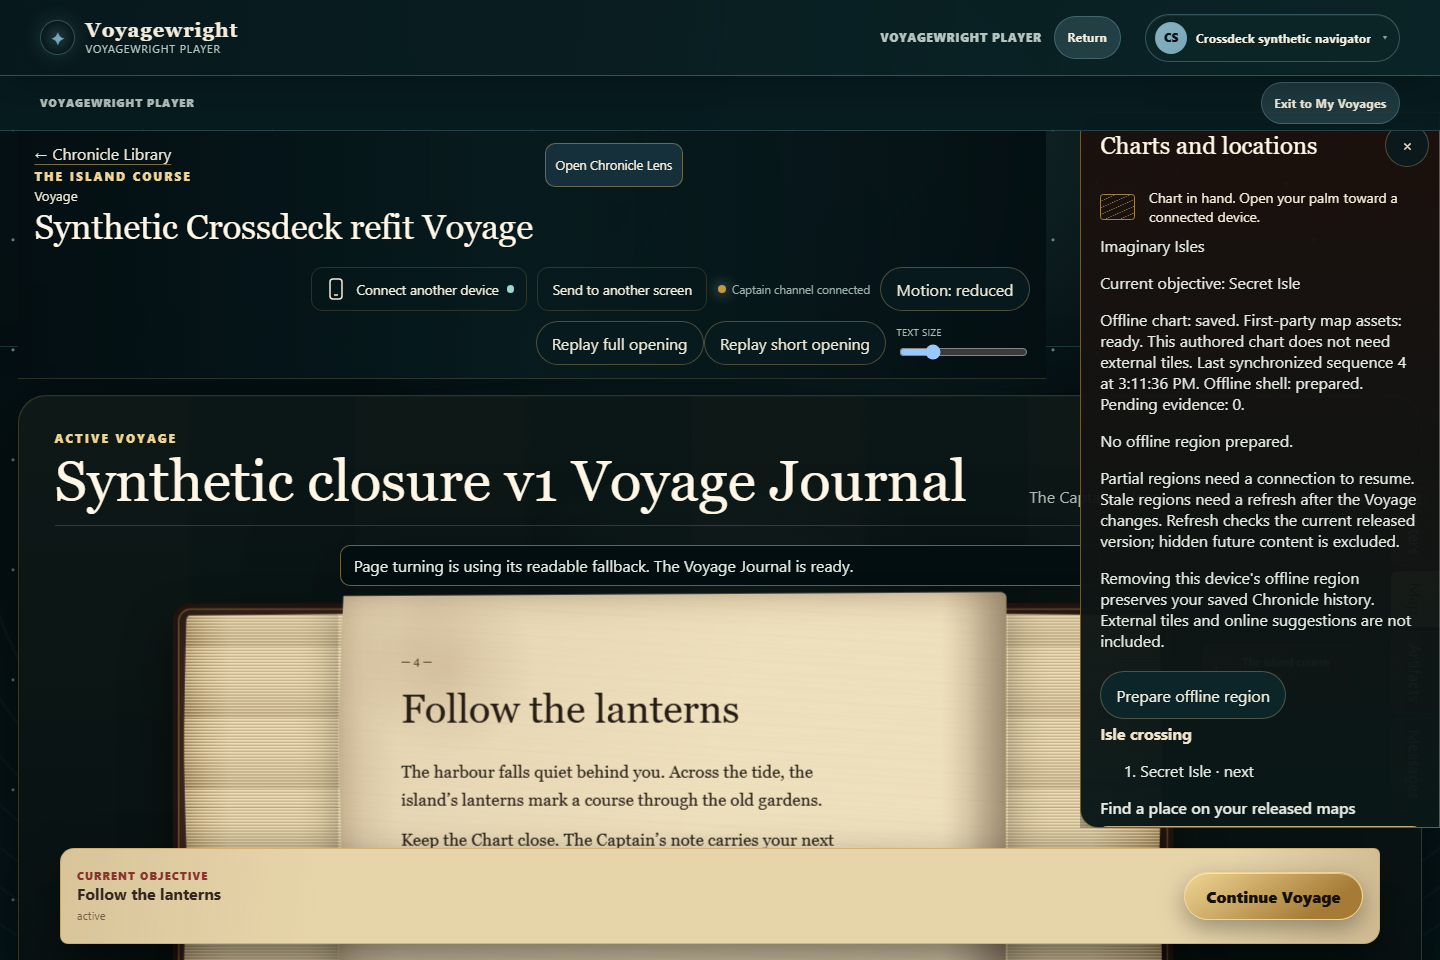 Voyagewright
VOYAGEWRIGHT PLAYER
VOYAGEWRIGHT PLAYER
Return
CS
Crossdeck synthetic navigator
VOYAGEWRIGHT PLAYER
Exit to My Voyages
← Chronicle Library
THE ISLAND COURSE
Voyage
Synthetic Crossdeck refit Voyage
Open Chronicle Lens
Connect another device
Send to another screen
Captain channel connected
Motion: reduced
Replay full opening
Replay short opening
TEXT SIZE
ACTIVE VOYAGE
Synthetic closure v1 Voyage Journal
The Cap
Page turning is using its readable fallback. The Voyage Journal is ready.
– 4 –
Follow the lanterns
The harbour falls quiet behind you. Across the tide, the
island’s lanterns mark a course through the old gardens.
Keep the Chart close. The Captain’s note carries your next
Charts and locations
×
Chart in hand. Open your palm toward a
connected device.
Imaginary Isles
Current objective: Secret Isle
Offline chart: saved. First-party map assets:
ready. This authored chart does not need
external tiles. Last synchronized sequence 4
at 3:11:36 PM. Offline shell: prepared.
Pending evidence: 0.
No offline region prepared.
Partial regions need a connection to resume.
Stale regions need a refresh after the Voyage
changes. Refresh checks the current released
version; hidden future content is excluded.
Removing this device's offline region
preserves your saved Chronicle history.
External tiles and online suggestions are not
included.
Prepare offline region
Isle crossing
1. Secret Isle · next
Find a place on your released maps
CURRENT OBJECTIVE
Follow the lanterns
active
Continue Voyage